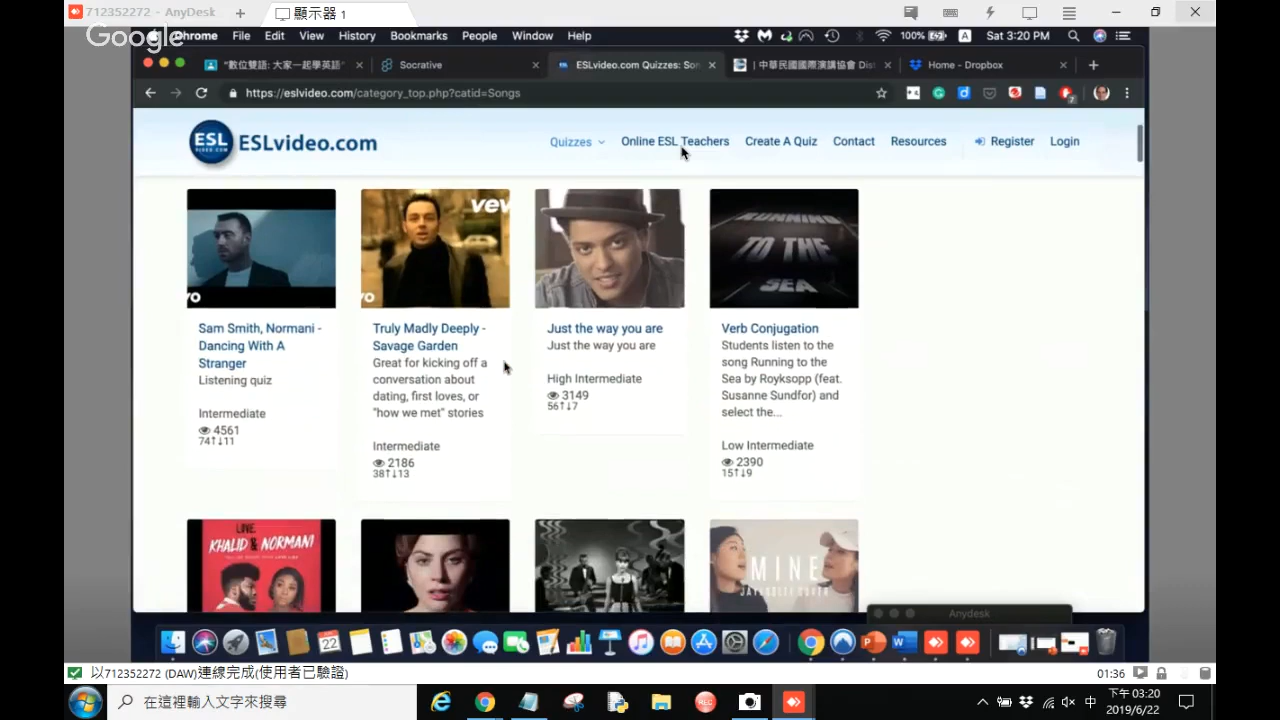 712352272 - AnyDesk
顯示器 1
Google
Chrome File Edit View History Bookmarks People Window Help
100% Sat 3:20 PM
"數位雙語: 大家一起學英語"
Socrative
ESLvideo.com Quizzes: Son
| 中華民國國際演講協會 Dist
Home - Dropbox
https://eslvideo.com/category_top.php?catid=Songs
ESL ESLvideo.com
Quizzes Online ESL Teachers Create A Quiz Contact Resources Register Login
vev
vo
vo
RUNNING
TO THE
SEA
Sam Smith, Normani -
Dancing With A
Stranger
Listening quiz
Intermediate
4561
74↑↓11
Truly Madly Deeply -
Savage Garden
Great for kicking off a
conversation about
dating, first loves, or
"how we met" stories
Intermediate
2186
38↑↓13
Just the way you are
Just the way you are
High Intermediate
3149
56↑↓7
Verb Conjugation
Students listen to the
song Running to the
Sea by Royksopp (feat.
Susanne Sundfor) and
select the...
Low Intermediate
2390
15↑↓9
KHALID & NORMANI
MINE
Anydesk
22
以712352272 (DAW)連線完成(使用者已驗證)
01:36
在這裡輸入文字來搜尋
REC
中
下午 03:20
2019/6/22